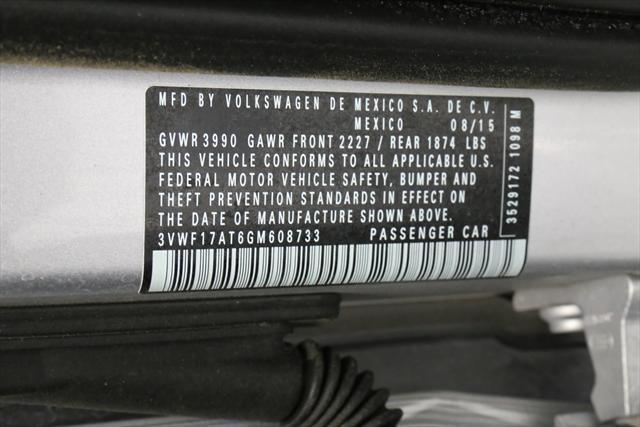 MFD BY VOLKSWAGEN DE MEXICO S.A. DE C.V.
MEXICO 08/15
GVWR 3990 GAWR FRONT 2227 / REAR 1874 LBS
THIS VEHICLE CONFORMS TO ALL APPLICABLE U.S.
FEDERAL MOTOR VEHICLE SAFETY, BUMPER AND
THEFT PREVENTION STANDARDS IN EFFECT ON
THE DATE OF MANUFACTURE SHOWN ABOVE.
3VWF17AT6GM608733 PASSENGER CAR
3529172 1098 M